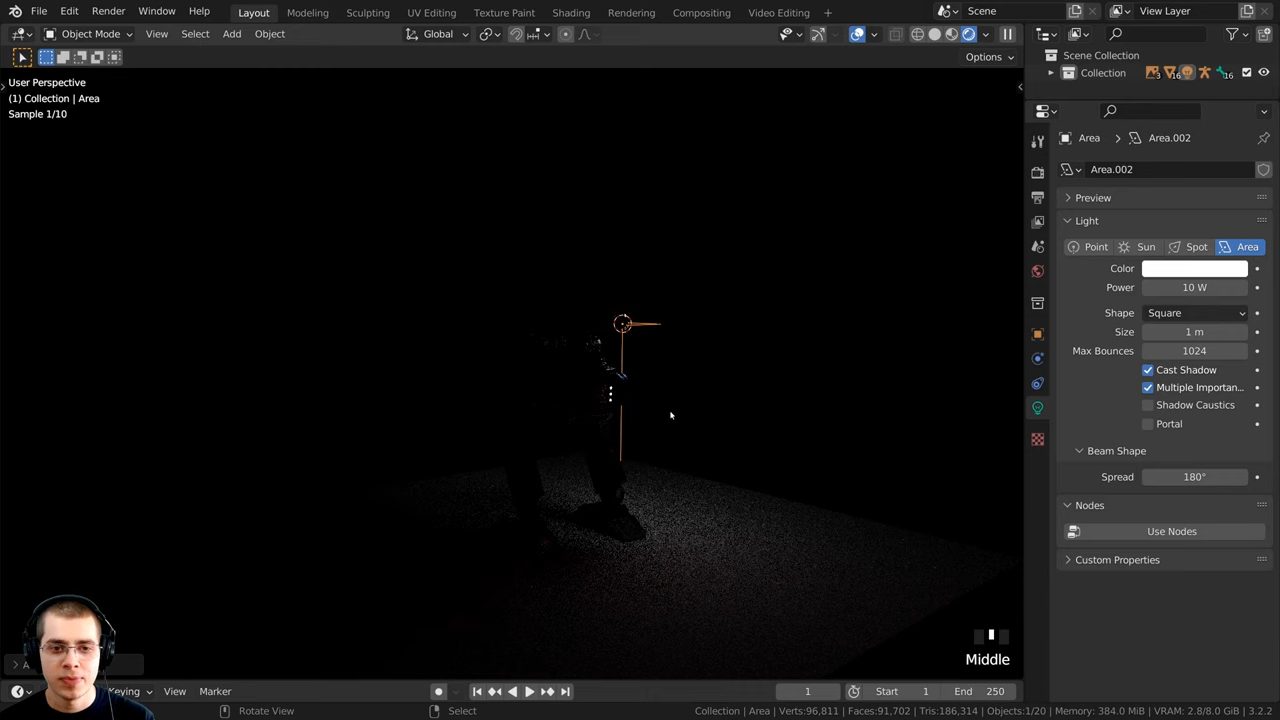 File Edit Render Window Help Layout Modeling Sculpting UV Editing Texture Paint Shading Rendering Compositing Video Editing + Scene View Layer
Object Mode View Select Add Object Global
Options
Scene Collection
Collection 3 16 16
User Perspective
(1) Collection | Area
Sample 1/10
Area > Area.002
Area.002
Preview
Light
Point Sun Spot Area
Color
Power 10 W
Shape Square
Size 1 m
Max Bounces 1024
Cast Shadow
Multiple Importan...
Shadow Caustics
Portal
Beam Shape
Spread 180°
Nodes
Use Nodes
Custom Properties
Middle
Keying View Marker 1 Start 1 End 250
Rotate View Select Collection | Area Verts:96,811 Faces:91,702 Tris:186,314 Objects:1/20 Memory: 384.0 MiB VRAM: 2.8/8.0 GiB 3.2.2